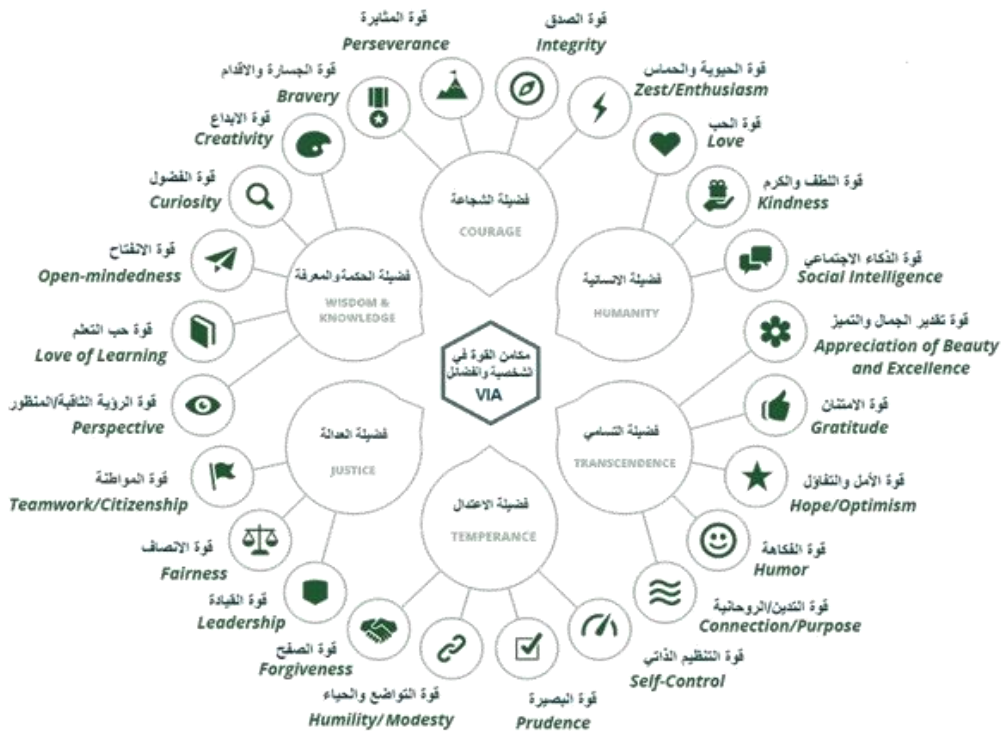 قوة المثابرة
Perseverance
قوة الصدق
Integrity
قوة الجسارة والاقدام
Bravery
قوة الحيوية والحماس
Zest/Enthusiasm
قوة الابداع
Creativity
قوة الحب
Love
قوة الفضول
Curiosity
قوة اللطف والكرم
Kindness
قوة الانفتاح
Open-mindedness
قوة الذكاء الاجتماعي
Social Intelligence
قوة حب التعلم
Love of Learning
قوة تقدير الجمال والتميز
Appreciation of Beauty
and Excellence
قوة الرؤية الثاقبة/المنظور
Perspective
قوة الامتنان
Gratitude
قوة المواطنة
Teamwork/Citizenship
قوة الأمل والتفاؤل
Hope/Optimism
قوة الانصاف
Fairness
قوة الفكاهة
Humor
قوة القيادة
Leadership
قوة التدين/الروحانية
Connection/Purpose
قوة الصفح
Forgiveness
قوة التنظيم الذاتي
Self-Control
قوة التواضع والحياء
Humility/Modesty
قوة البصيرة
Prudence
فضيلة الشجاعة
COURAGE
فضيلة الحكمة والمعرفة
WISDOM &
KNOWLEDGE
فضيلة الانسانية
HUMANITY
مكامن القوة في
الشخصية والفضائل
VIA
فضيلة العدالة
JUSTICE
فضيلة التسامي
TRANSCENDENCE
فضيلة الاعتدال
TEMPERANCE